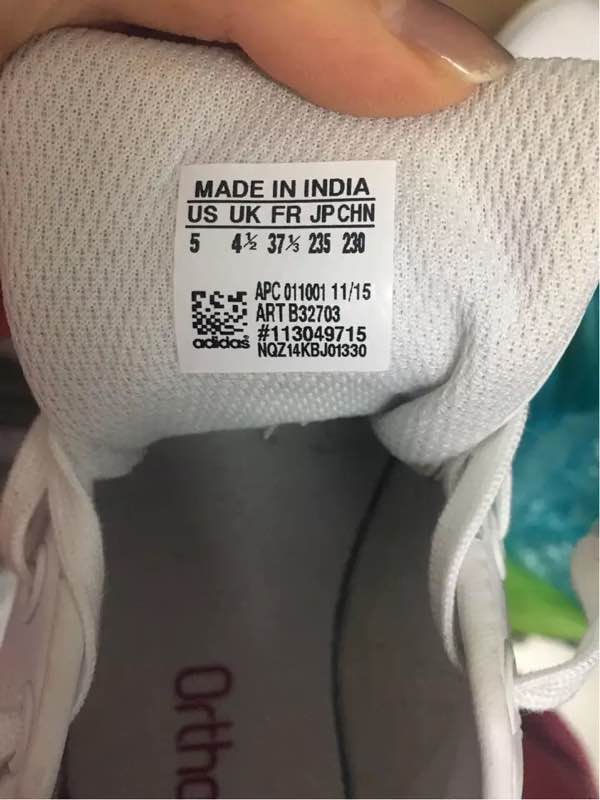 MADE IN INDIA
US UK FR JP CHN
5 4½ 37⅓ 235 230
APC 011001 11/15
ART B32703
#113049715
adidas®
NQZ14KBJ01330
Ortho